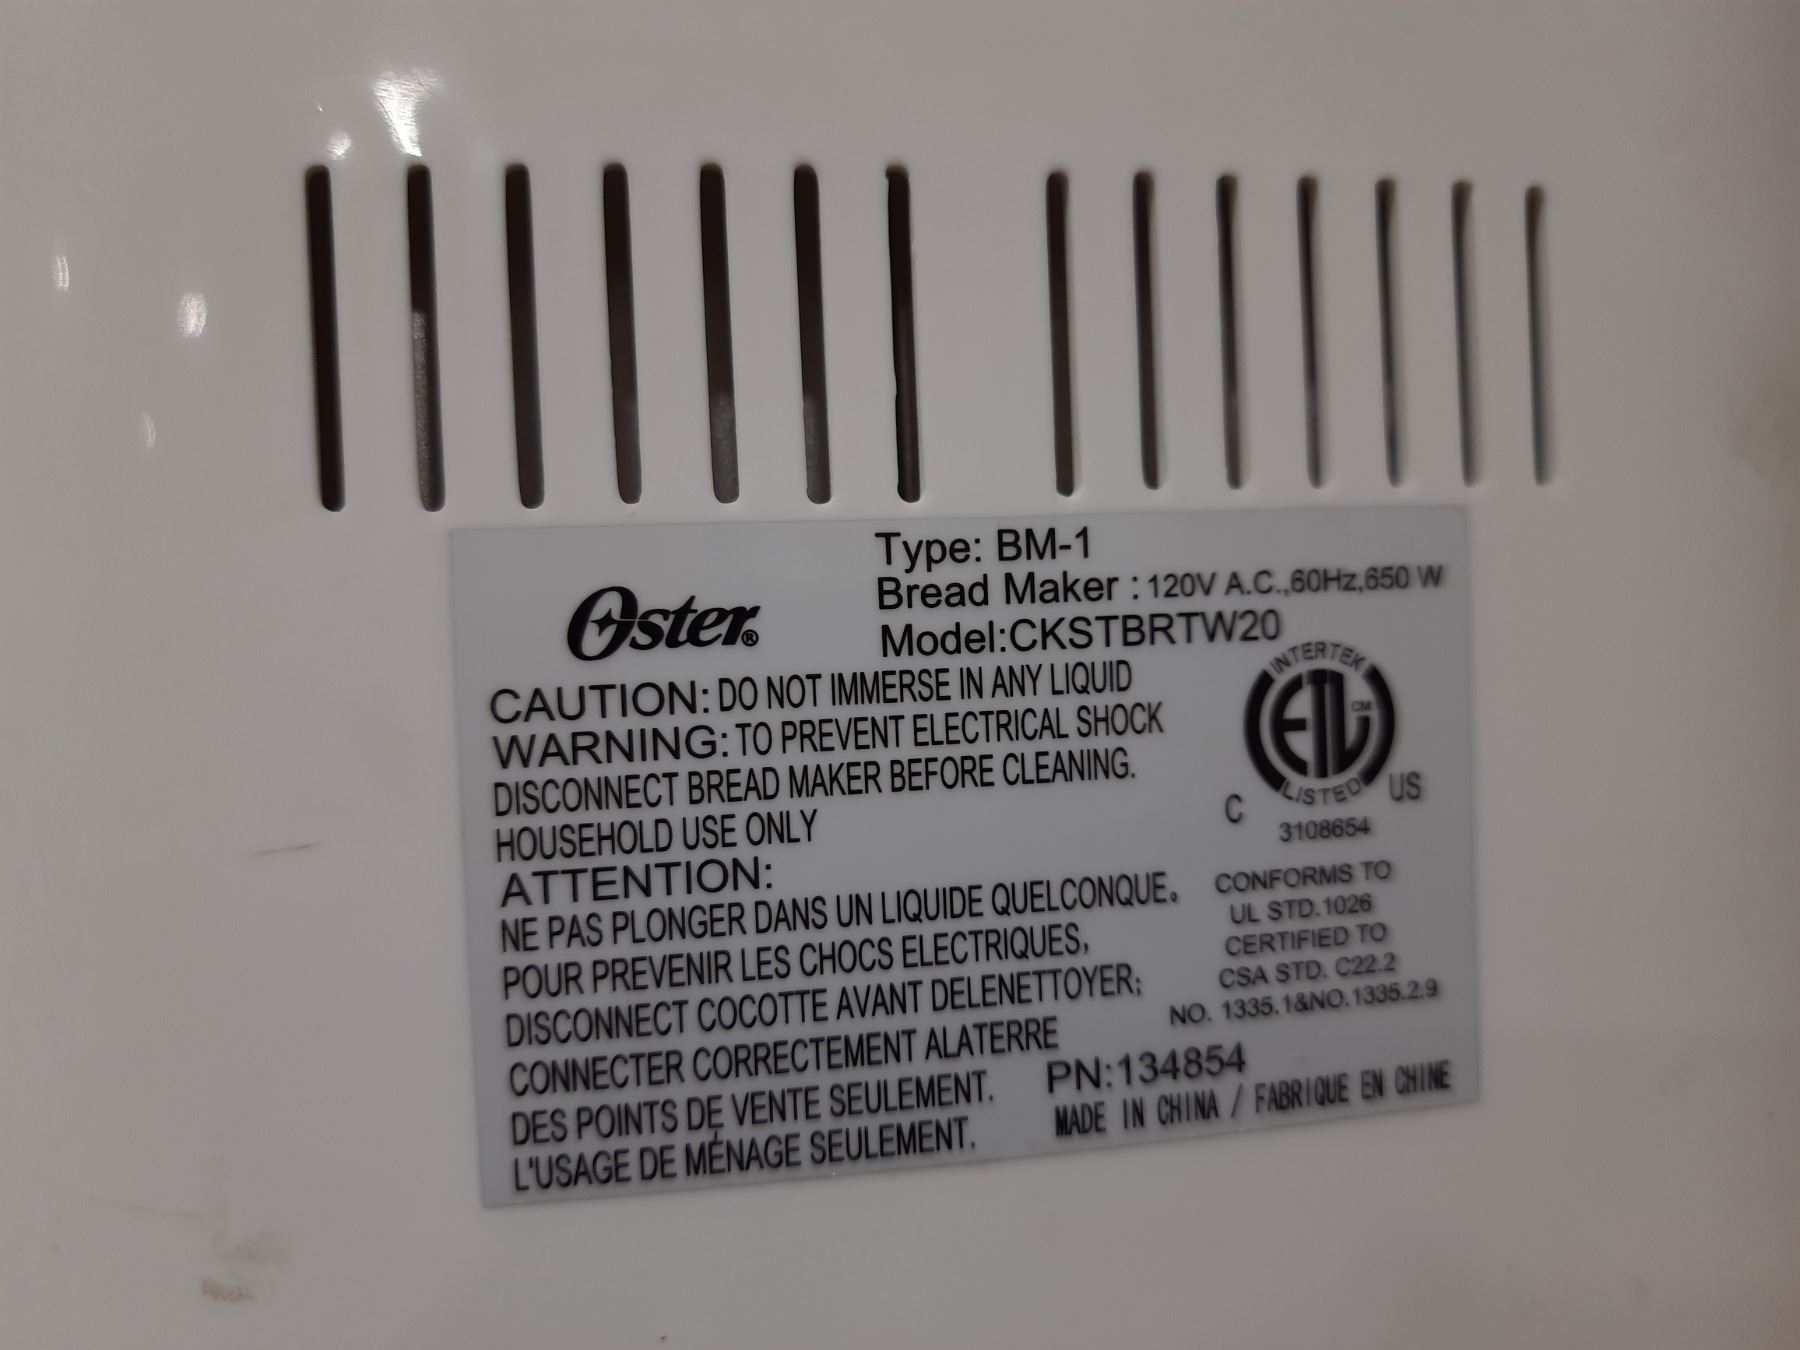 Type: BM-1
Oster®
Bread Maker : 120V A.C.,60Hz,650 W
Model:CKSTBRTW20
CAUTION: DO NOT IMMERSE IN ANY LIQUID
WARNING: TO PREVENT ELECTRICAL SHOCK
DISCONNECT BREAD MAKER BEFORE CLEANING.
HOUSEHOLD USE ONLY
INTERTEK
ETL CM
LISTED
C US
3108654
ATTENTION:
NE PAS PLONGER DANS UN LIQUIDE QUELCONQUE。
POUR PREVENIR LES CHOCS ELECTRIQUES,
DISCONNECT COCOTTE AVANT DELENETTOYER;
CONNECTER CORRECTEMENT ALATERRE
DES POINTS DE VENTE SEULEMENT.
L'USAGE DE MÉNAGE SEULEMENT.
CONFORMS TO
UL STD.1026
CERTIFIED TO
CSA STD. C22.2
NO. 1335.1&NO.1335.2.9
PN:134854
MADE IN CHINA / FABRIQUE EN CHINE